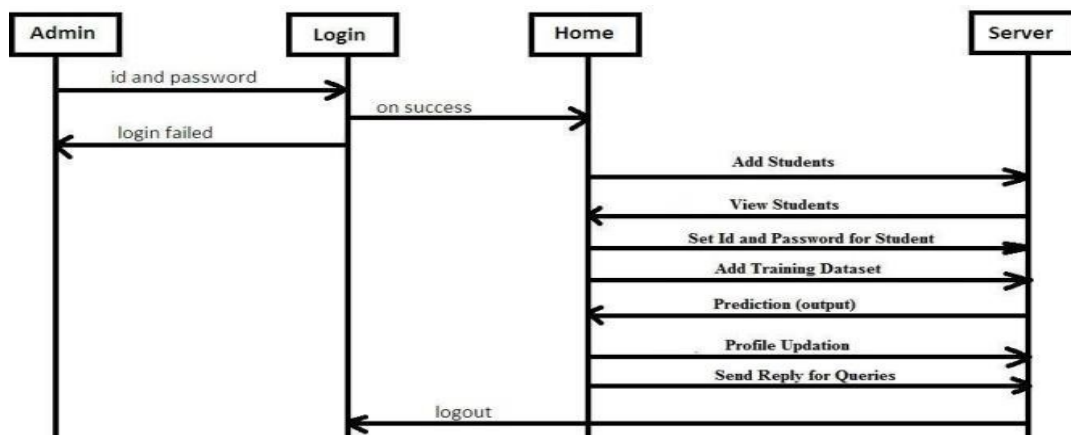 Admin
Login
Home
Server
id and password
on success
login failed
Add Students
View Students
Set Id and Password for Student
Add Training Dataset
Prediction (output)
Profile Updation
Send Reply for Queries
logout